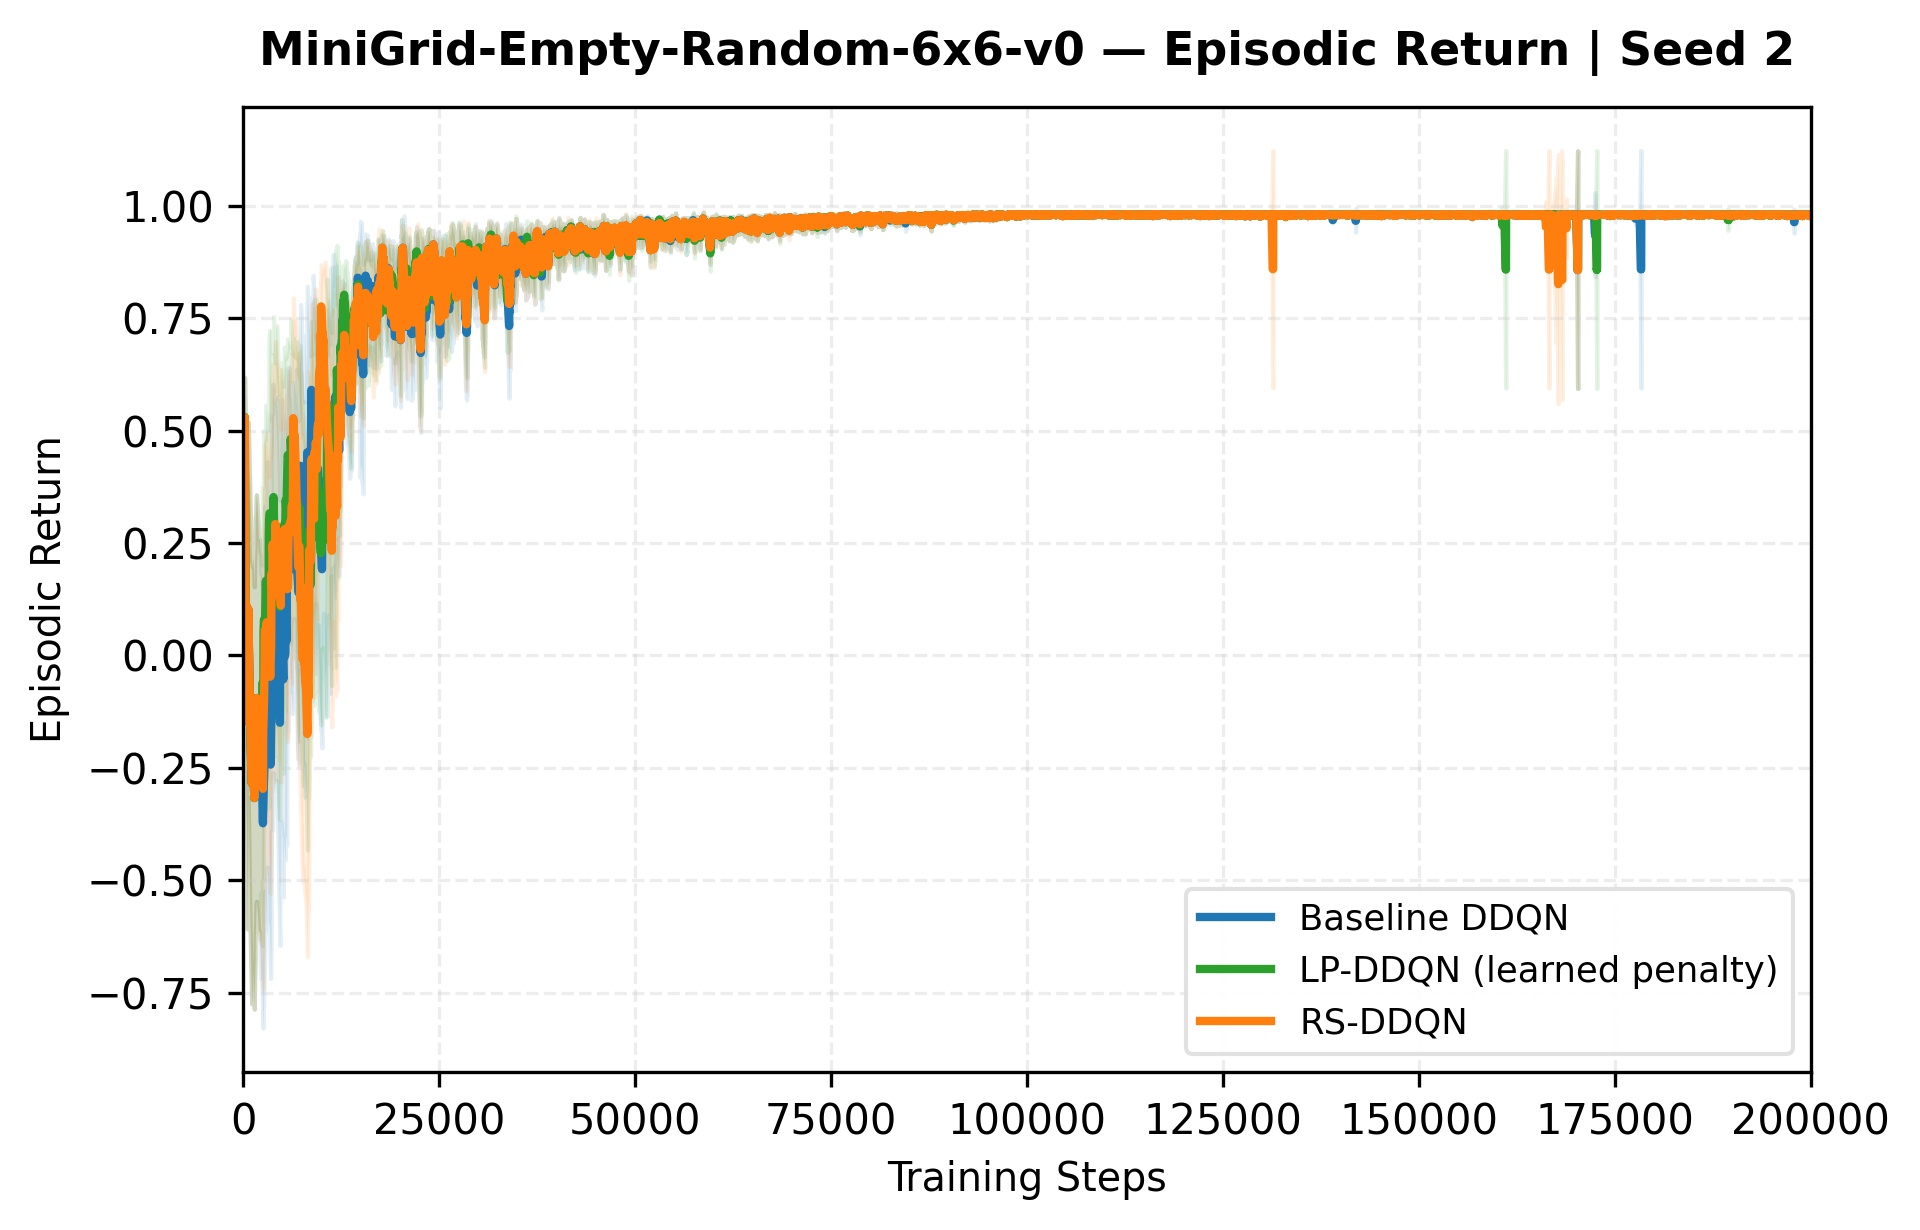 MiniGrid-Empty-Random-6x6-v0 — Episodic Return | Seed 2
Episodic Return
1.00
0.75
0.50
0.25
0.00
−0.25
−0.50
−0.75
Baseline DDQN
LP-DDQN (learned penalty)
RS-DDQN
0 25000 50000 75000 100000 125000 150000 175000 200000
Training Steps